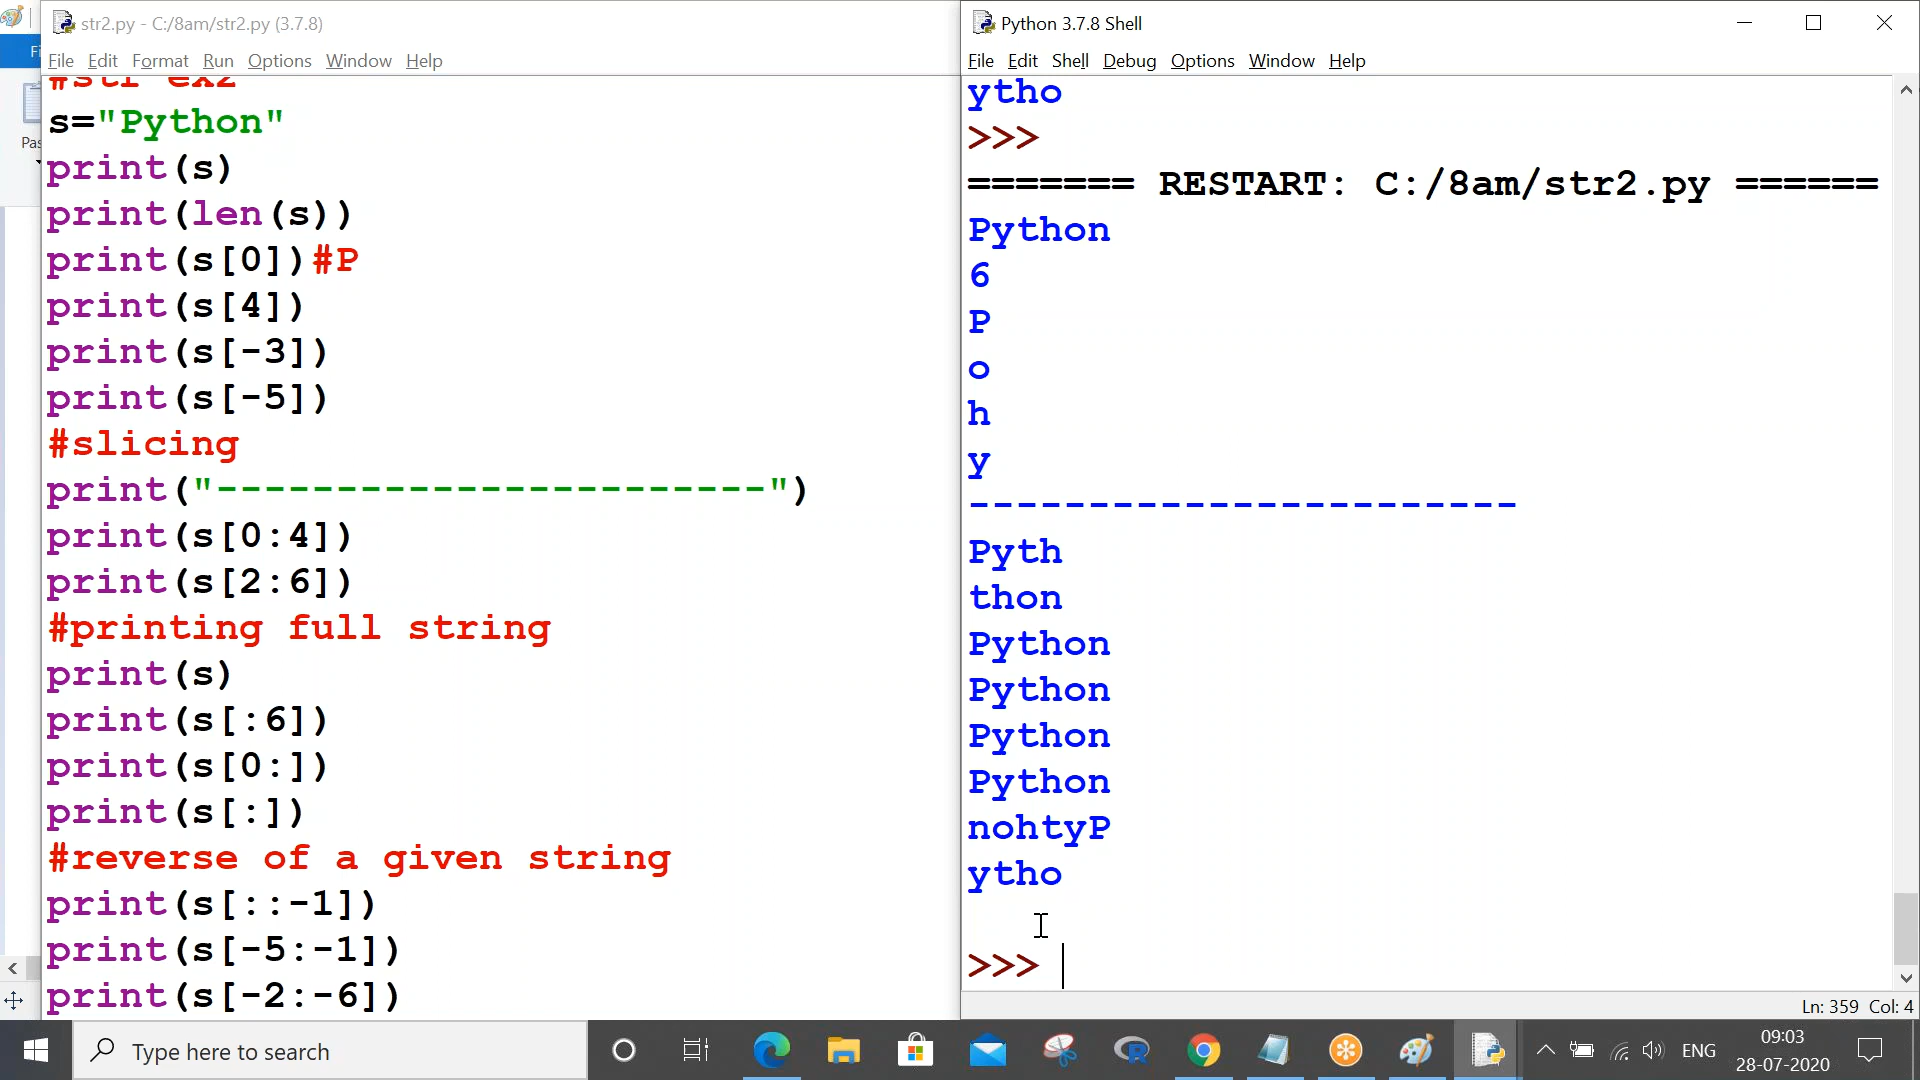 str2.py - C:/8am/str2.py (3.7.8)
File Edit Format Run Options Window Help
#str ex2
s="Python"
print(s)
print(len(s))
print(s[0])#P
print(s[4])
print(s[-3])
print(s[-5])
#slicing
print("-----------------------")
print(s[0:4])
print(s[2:6])
#printing full string
print(s)
print(s[:6])
print(s[0:])
print(s[:])
#reverse of a given string
print(s[::-1])
print(s[-5:-1])
print(s[-2:-6])
Python 3.7.8 Shell
File Edit Shell Debug Options Window Help
ytho
>>>
======= RESTART: C:/8am/str2.py ======
Python
6
P
o
h
y
-----------------------
Pyth
thon
Python
Python
Python
Python
nohtyP
ytho
>>>
Ln: 359 Col: 4
Type here to search
ENG
09:03
28-07-2020